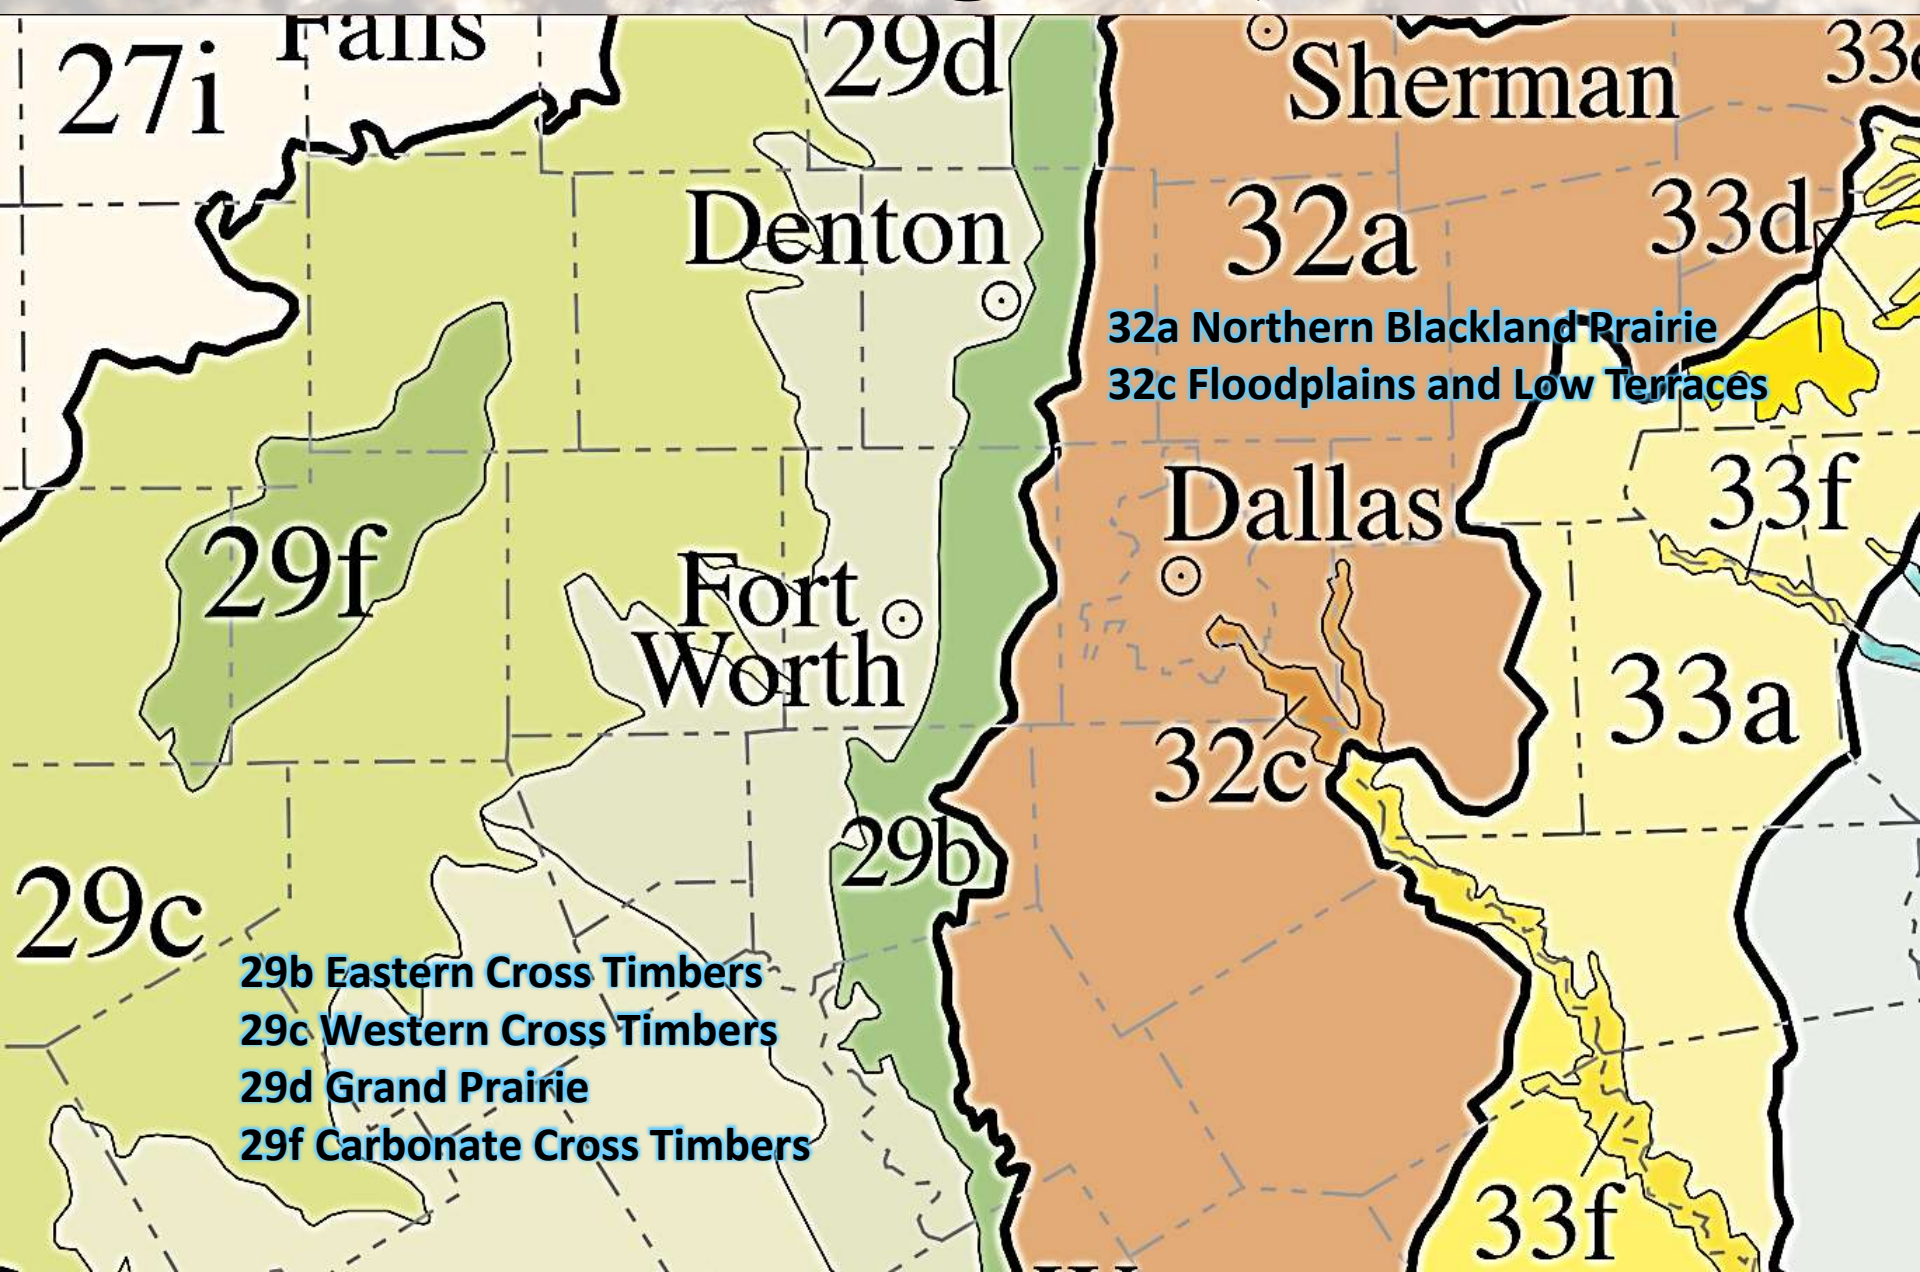 27i
Falls
29d
Sherman
33d
Denton
32a
32a Northern Blackland Prairie
32c Floodplains and Low Terraces
Dallas
33f
29f
Fort
Worth
33a
32c
29b
29c
29b Eastern Cross Timbers
29c Western Cross Timbers
29d Grand Prairie
29f Carbonate Cross Timbers
33f